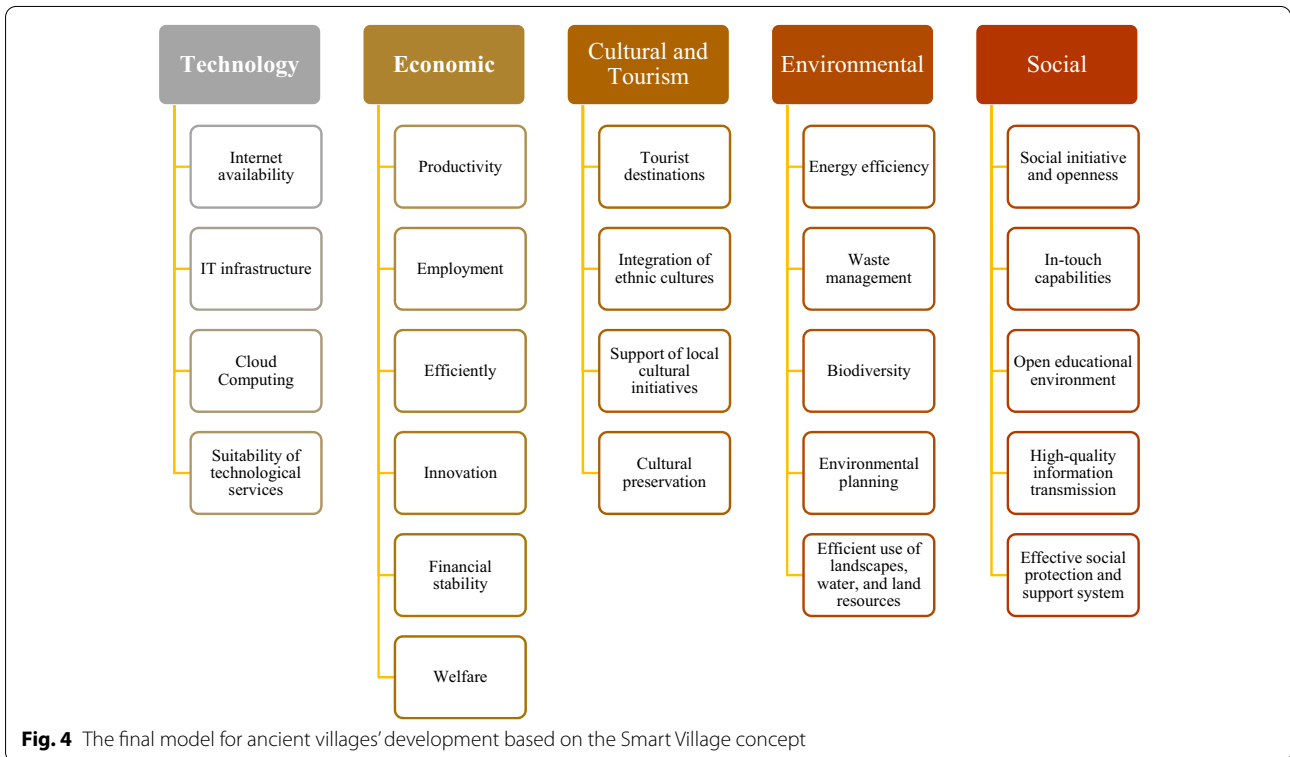 Technology
Internet
availability
IT infrastructure
Cloud
Computing
Suitability of
technological
services
Economic
Productivity
Employment
Efficiently
Innovation
Financial
stability
Welfare
Cultural and
Tourism
Tourist
destinations
Integration of
ethnic cultures
Support of local
cultural
initiatives
Cultural
preservation
Environmental
Energy efficiency
Waste
management
Biodiversity
Environmental
planning
Efficient use of
landscapes,
water, and land
resources
Social
Social initiative
and openness
In-touch
capabilities
Open educational
environment
High-quality
information
transmission
Effective social
protection and
support system
Fig. 4 The final model for ancient villages’ development based on the Smart Village concept